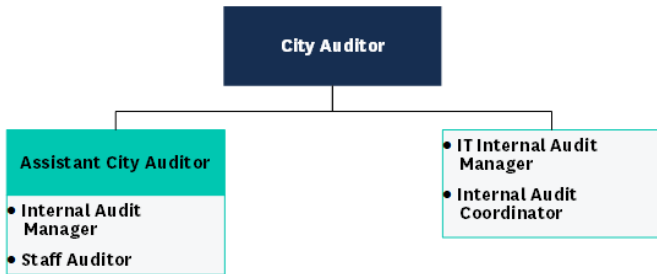 City Auditor
Assistant City Auditor
• Internal Audit
Manager
• Staff Auditor
• IT Internal Audit
Manager
• Internal Audit
Coordinator